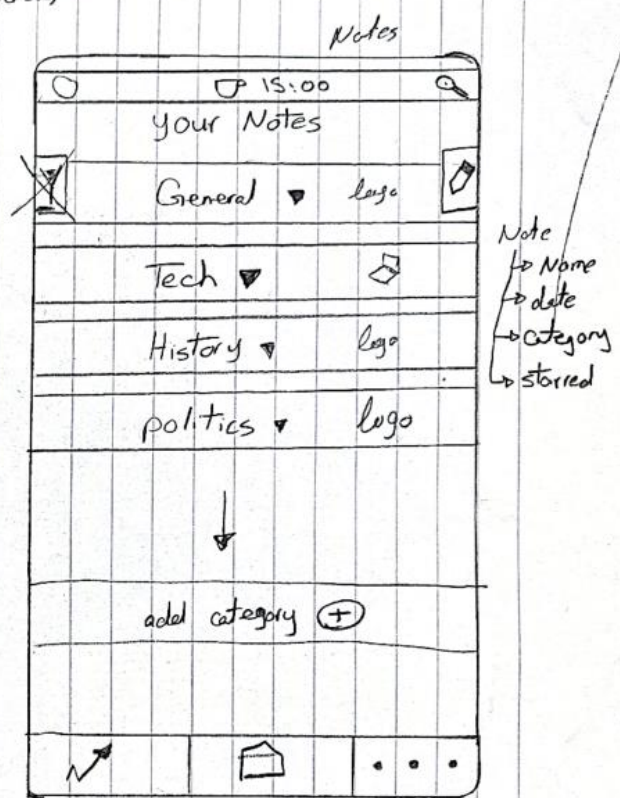 Notes
15:00
your Notes
General logo
Tech
History logo
politics logo
add category +
Note
Name
date
category
starred